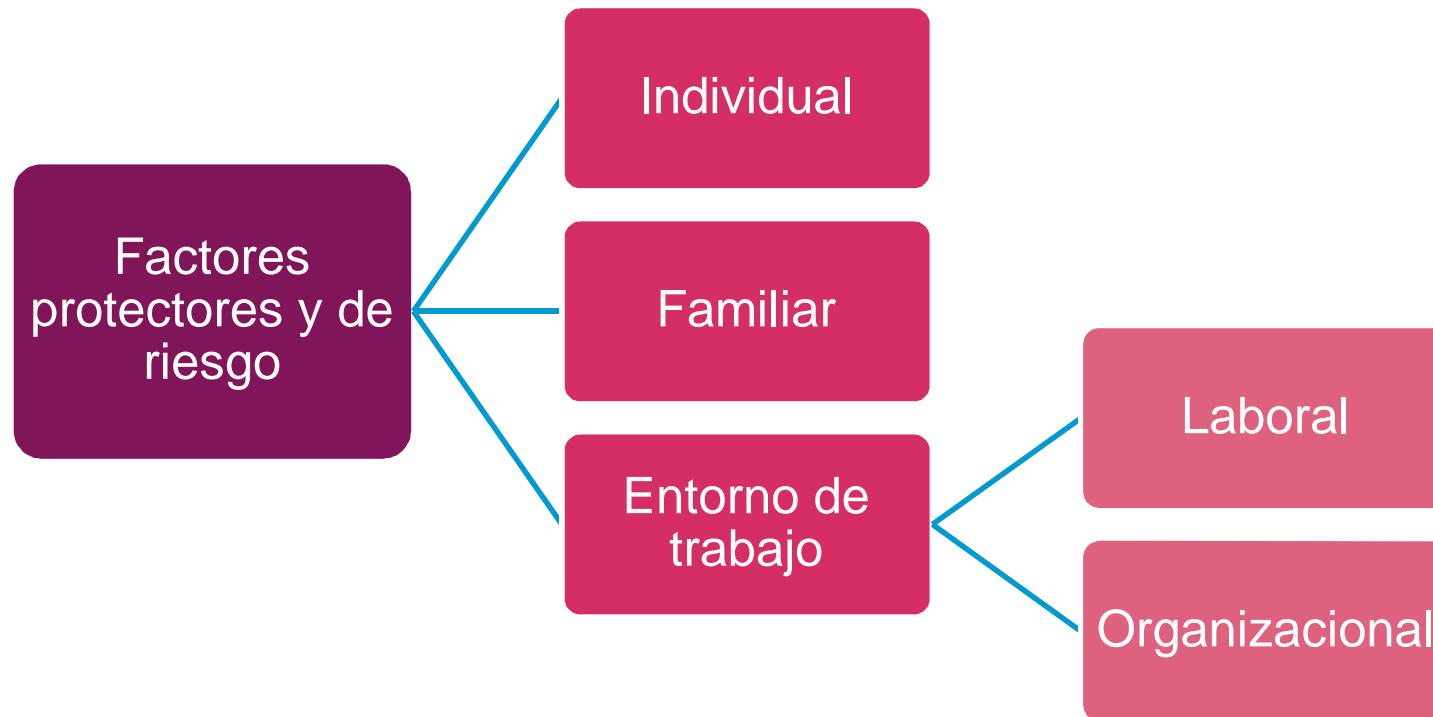 Individual
Factores
protectores y de
riesgo
Familiar
Entorno de
trabajo
Laboral
Organizacional